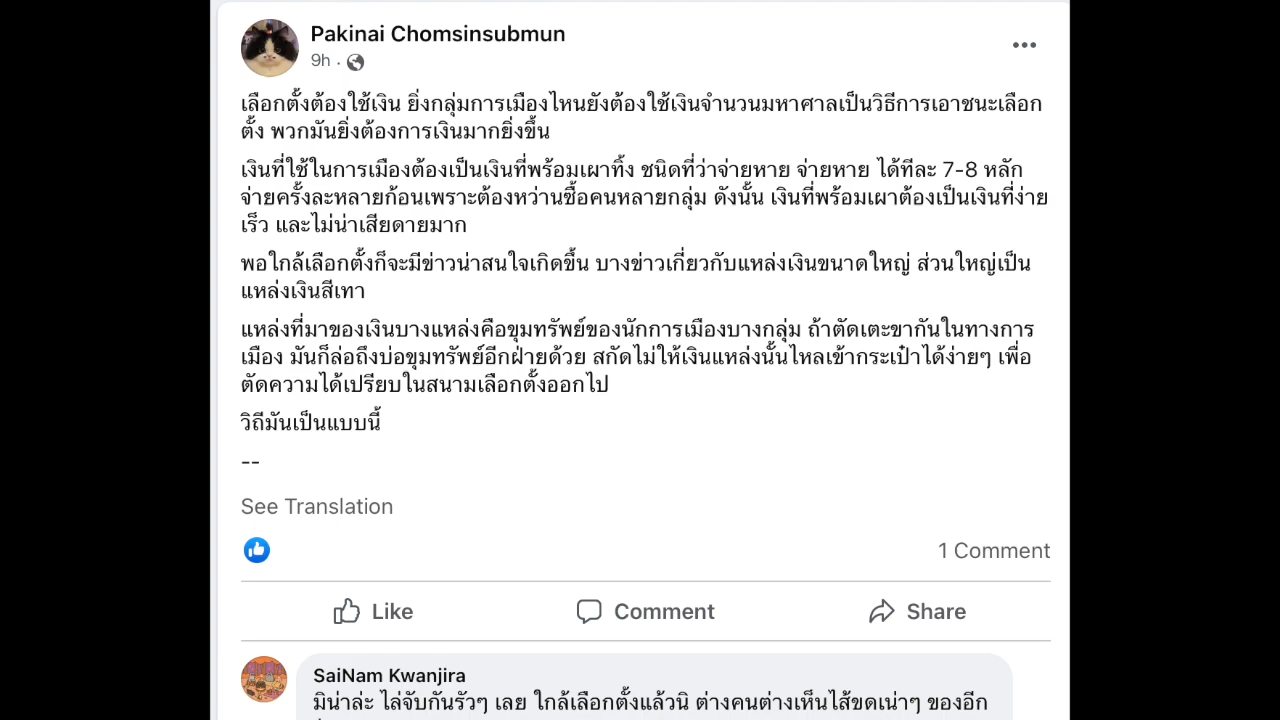 Pakinai Chomsinsubmun
9h ·
เลือกตั้งต้องใช้เงิน ยิ่งกลุ่มการเมืองไหนยังต้องใช้เงินจำนวนมหาศาลเป็นวิธีการเอาชนะเลือก
ตั้ง พวกมันยิ่งต้องการเงินมากยิ่งขึ้น
เงินที่ใช้ในการเมืองต้องเป็นเงินที่พร้อมเผาทิ้ง ชนิดที่ว่าจ่ายหาย จ่ายหาย ได้ทีละ 7-8 หลัก
จ่ายครั้งละหลายก้อนเพราะต้องหว่านซื้อคนหลายกลุ่ม ดังนั้น เงินที่พร้อมเผาต้องเป็นเงินที่ง่าย
เร็ว และไม่น่าเสียดายมาก
พอใกล้เลือกตั้งก็จะมีข่าวน่าสนใจเกิดขึ้น บางข่าวเกี่ยวกับแหล่งเงินขนาดใหญ่ ส่วนใหญ่เป็น
แหล่งเงินสีเทา
แหล่งที่มาของเงินบางแหล่งคือขุมทรัพย์ของนักการเมืองบางกลุ่ม ถ้าตัดเตะขากันในทางการ
เมือง มันก็ล่อถึงบ่อขุมทรัพย์อีกฝ่ายด้วย สกัดไม่ให้เงินแหล่งนั้นไหลเข้ากระเป๋าได้ง่ายๆ เพื่อ
ตัดความได้เปรียบในสนามเลือกตั้งออกไป
วิถีมันเป็นแบบนี้
--
See Translation
1 Comment
Like Comment Share
SaiNam Kwanjira
มิน่าล่ะ ไล่จับกันรัวๆ เลย ใกล้เลือกตั้งแล้วนิ ต่างคนต่างเห็นไส้ขดเน่าๆ ของอีก